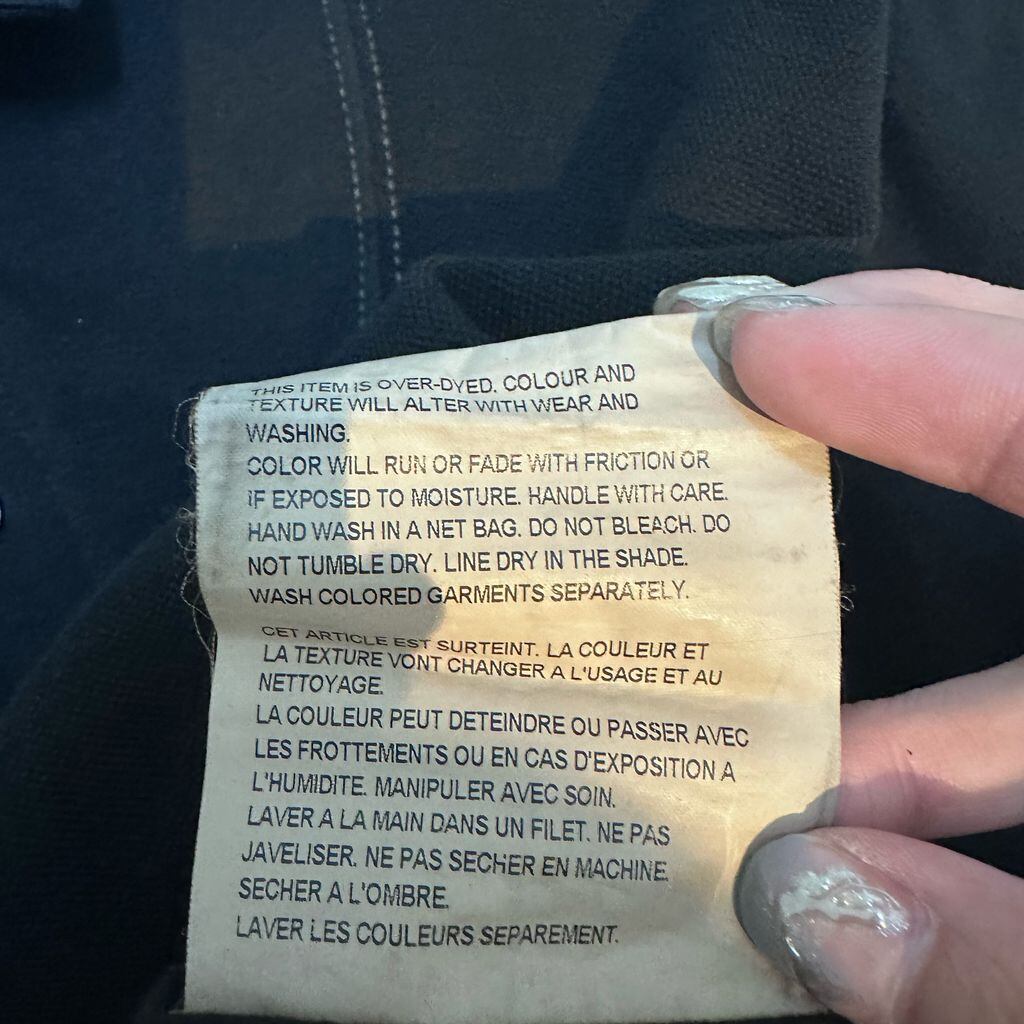 THIS ITEM IS OVER-DYED. COLOUR AND
TEXTURE WILL ALTER WITH WEAR AND
WASHING.
COLOR WILL RUN OR FADE WITH FRICTION OR
IF EXPOSED TO MOISTURE. HANDLE WITH CARE.
HAND WASH IN A NET BAG. DO NOT BLEACH. DO
NOT TUMBLE DRY. LINE DRY IN THE SHADE.
WASH COLORED GARMENTS SEPARATELY.
CET ARTICLE EST SURTEINT. LA COULEUR ET
LA TEXTURE VONT CHANGER A L'USAGE ET AU
NETTOYAGE.
LA COULEUR PEUT DETEINDRE OU PASSER AVEC
LES FROTTEMENTS OU EN CAS D'EXPOSITION A
L'HUMIDITE. MANIPULER AVEC SOIN.
LAVER A LA MAIN DANS UN FILET. NE PAS
JAVELISER. NE PAS SECHER EN MACHINE.
SECHER A L'OMBRE.
LAVER LES COULEURS SEPAREMENT.